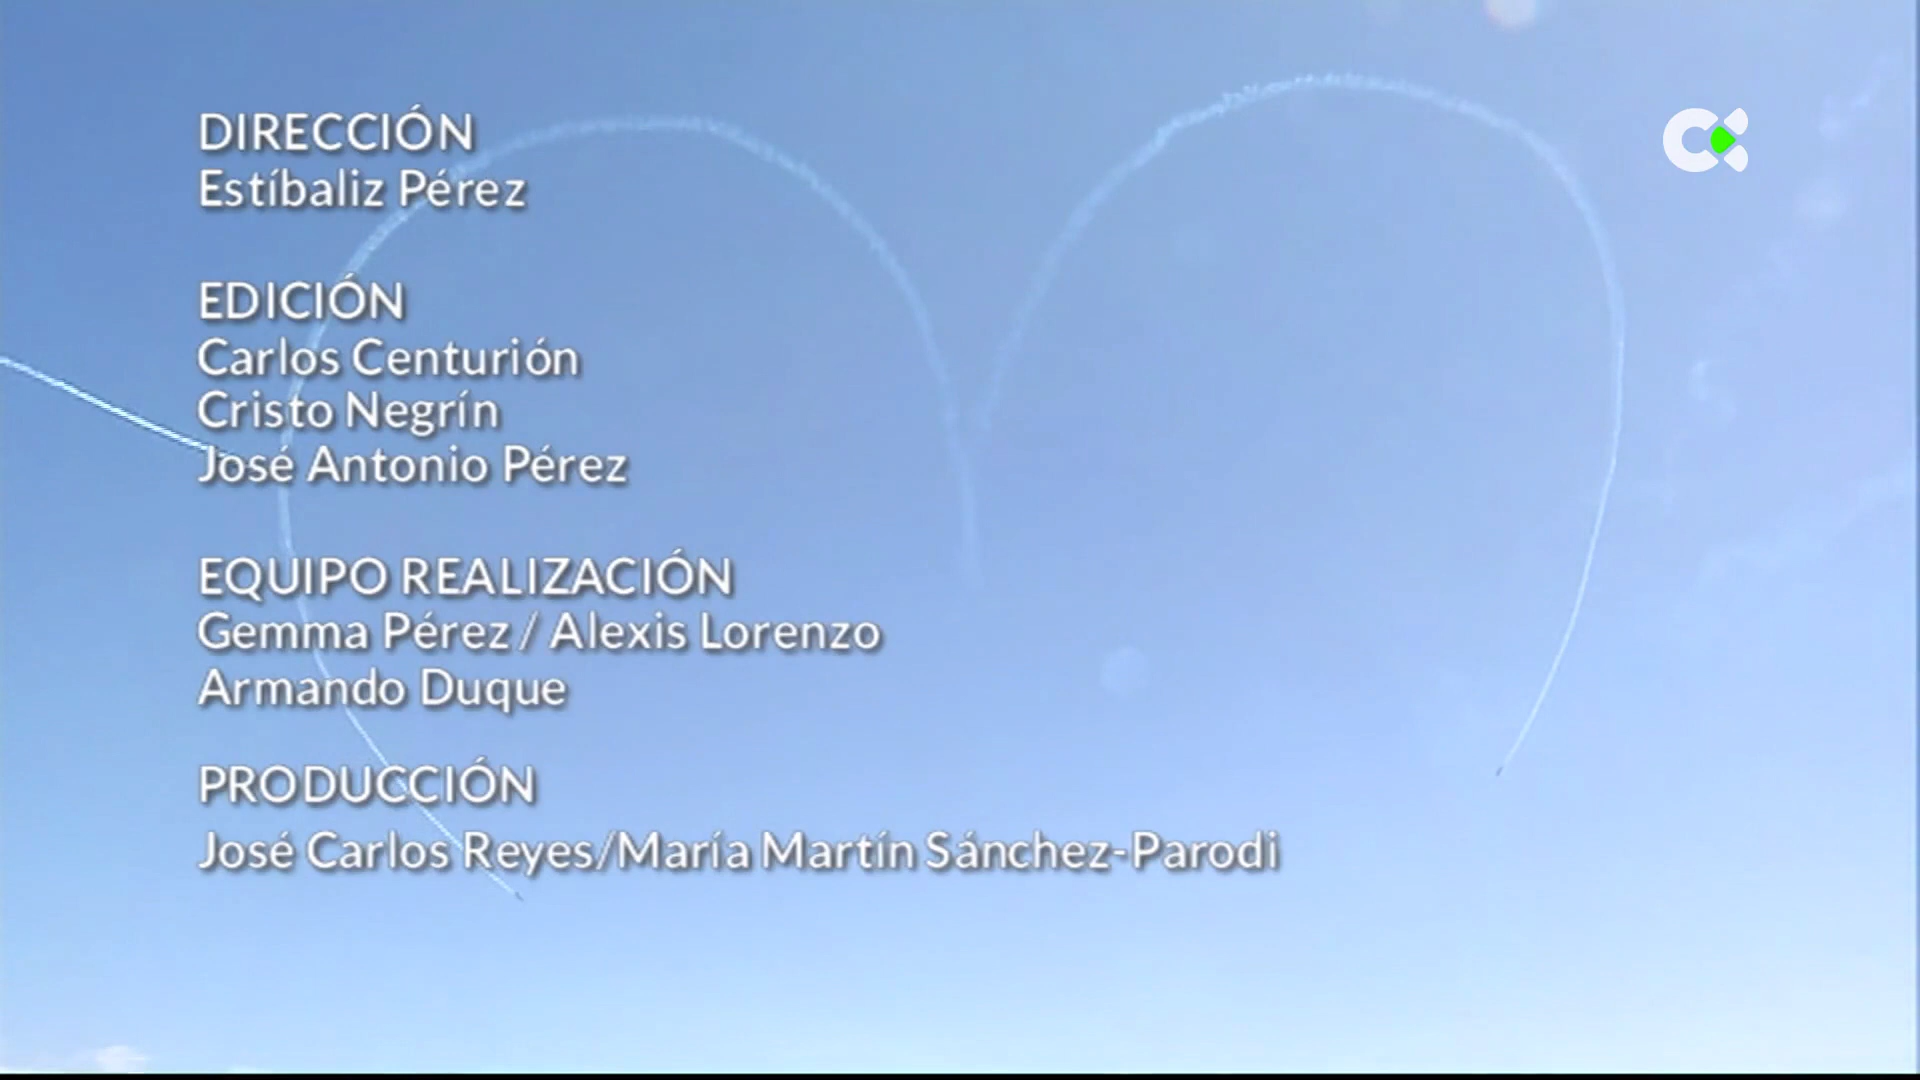 DIRECCIÓN
Estíbaliz Pérez
EDICIÓN
Carlos Centurión
Cristo Negrín
José Antonio Pérez
EQUIPO REALIZACIÓN
Gemma Pérez / Alexis Lorenzo
Armando Duque
PRODUCCIÓN
José Carlos Reyes/María Martín Sánchez-Parodi